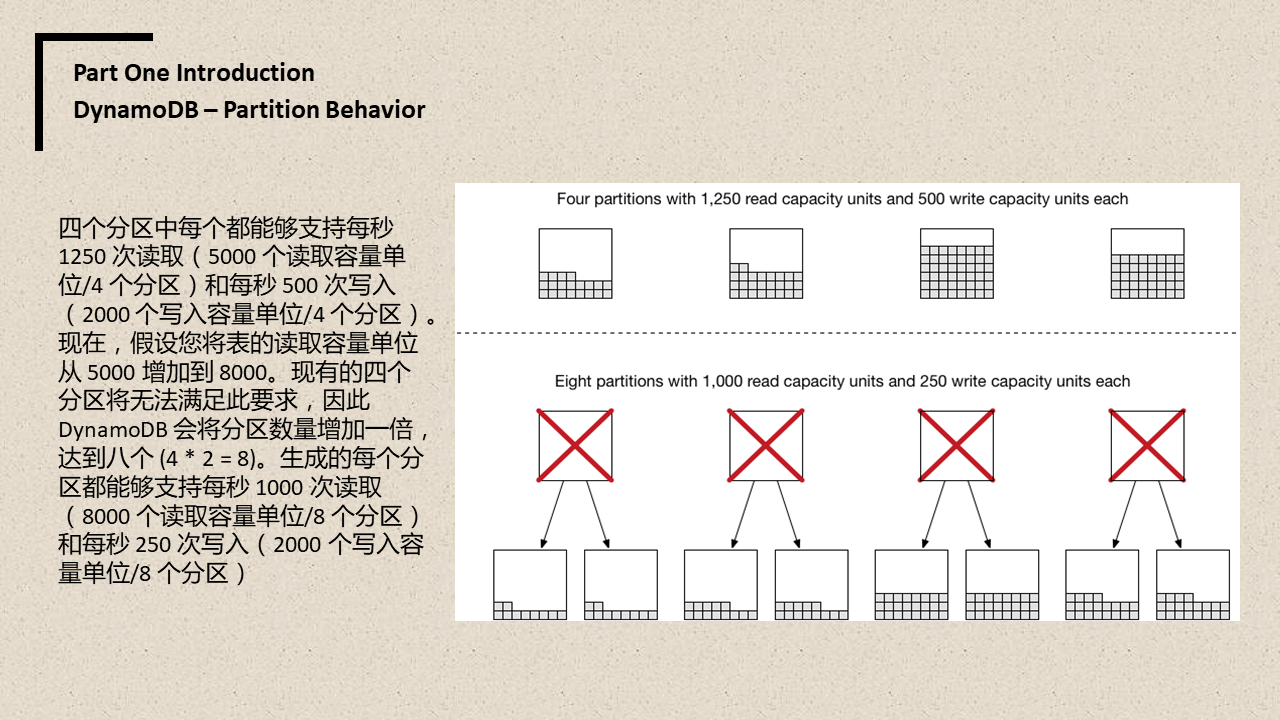 Part One Introduction
DynamoDB – Partition Behavior
四个分区中每个都能够支持每秒
1250 次读取（5000 个读取容量单
位/4 个分区）和每秒 500 次写入
（2000 个写入容量单位/4 个分区）。
现在，假设您将表的读取容量单位
从 5000 增加到 8000。现有的四个
分区将无法满足此要求，因此
DynamoDB 会将分区数量增加一倍，
达到八个 (4 * 2 = 8)。生成的每个分
区都能够支持每秒 1000 次读取
（8000 个读取容量单位/8 个分区）
和每秒 250 次写入（2000 个写入容
量单位/8 个分区）
Four partitions with 1,250 read capacity units and 500 write capacity units each
Eight partitions with 1,000 read capacity units and 250 write capacity units each